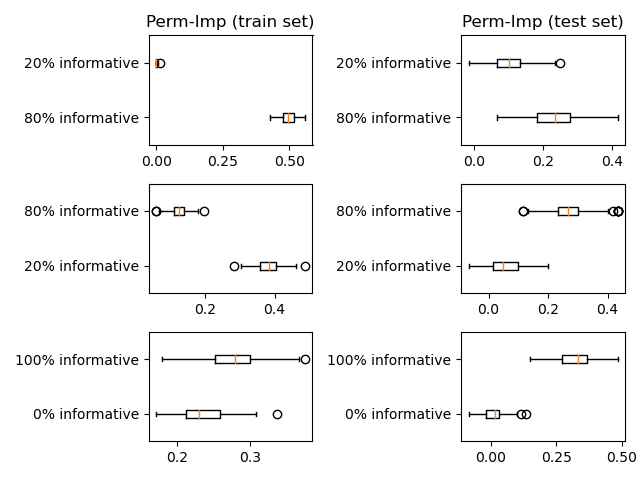 Perm-Imp (train set) Perm-Imp (test set)
20% informative 20% informative
80% informative 80% informative
0.00 0.25 0.50 0.0 0.2 0.4
80% informative 80% informative
20% informative 20% informative
0.2 0.4 0.0 0.2 0.4
100% informative 100% informative
0% informative 0% informative
0.2 0.3 0.00 0.25 0.50